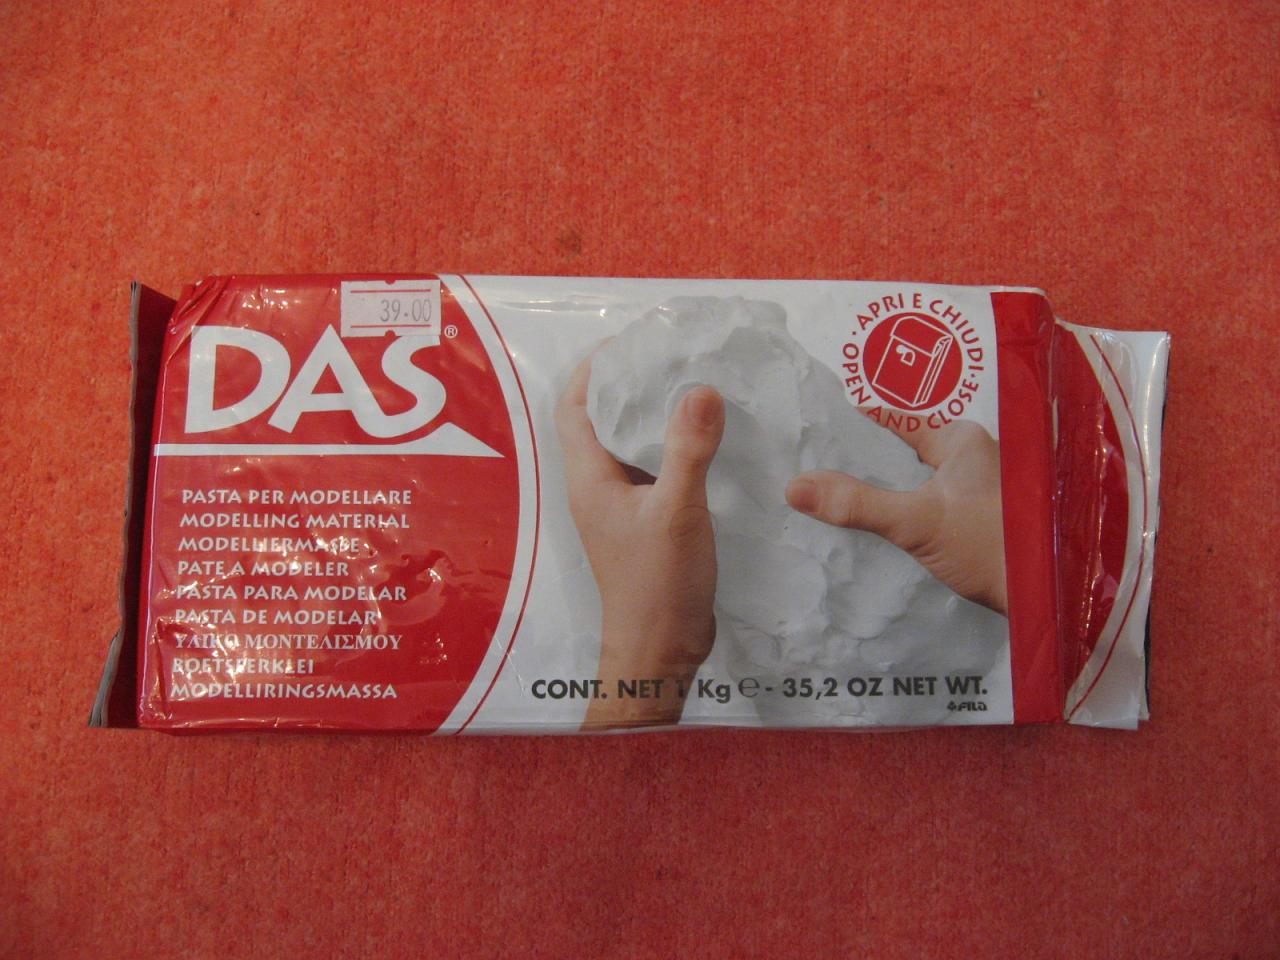 39.00
DAS®
PASTA PER MODELLARE
MODELLING MATERIAL
MODELLIERMASSE
PATE A MODELER
PASTA PARA MODELAR
PASTA DE MODELAR
ΥΛΙΚΟ ΜΟΝΤΕΛΙΣΜΟΥ
BOETSEERKLEI
MODELLIRINGSMASSA
· APRI E CHIUDI ·
OPEN AND CLOSE
CONT. NET 1 Kg ℮ - 35,2 OZ NET WT.
FILA